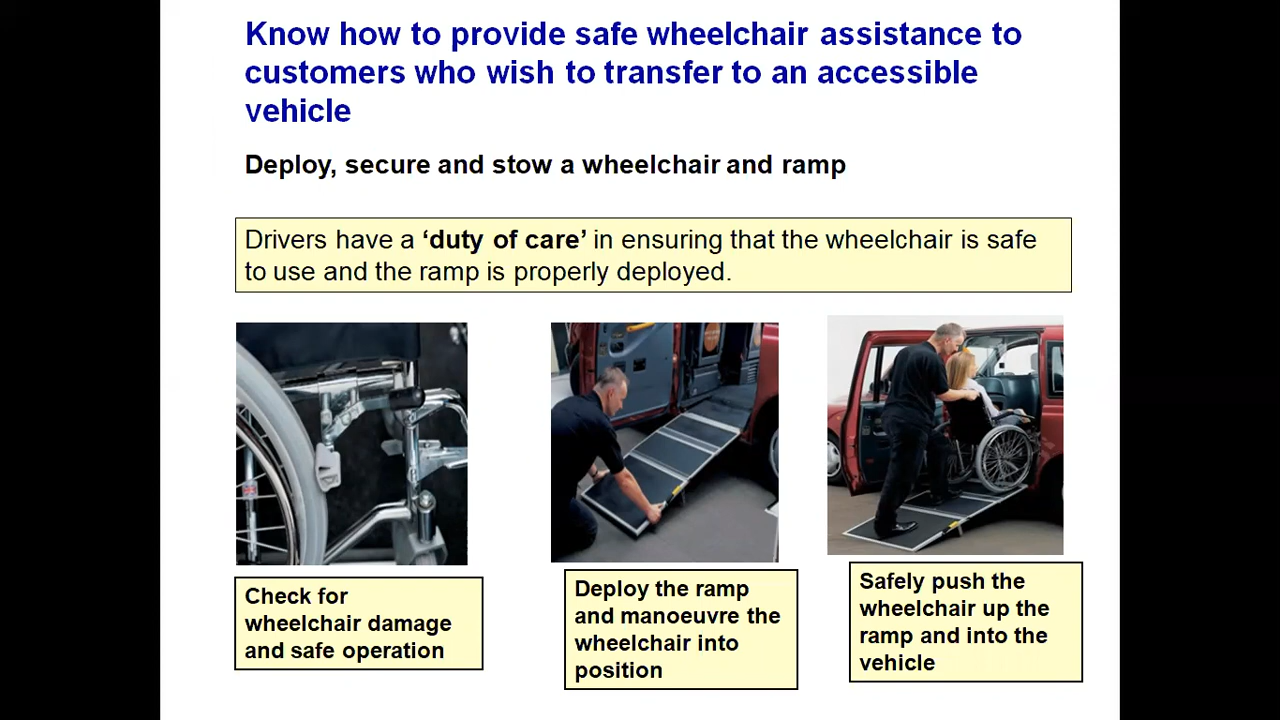 Know how to provide safe wheelchair assistance to
customers who wish to transfer to an accessible
vehicle
Deploy, secure and stow a wheelchair and ramp
Drivers have a ‘duty of care’ in ensuring that the wheelchair is safe
to use and the ramp is properly deployed.
Check for
wheelchair damage
and safe operation
Deploy the ramp
and manoeuvre the
wheelchair into
position
Safely push the
wheelchair up the
ramp and into the
vehicle